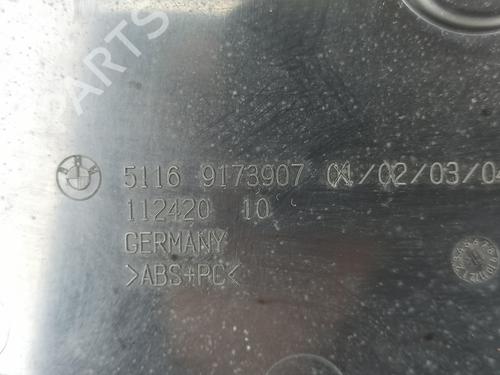 5116 9173907 01/02/03/04
112420 10
GERMANY
>ABS+PC<